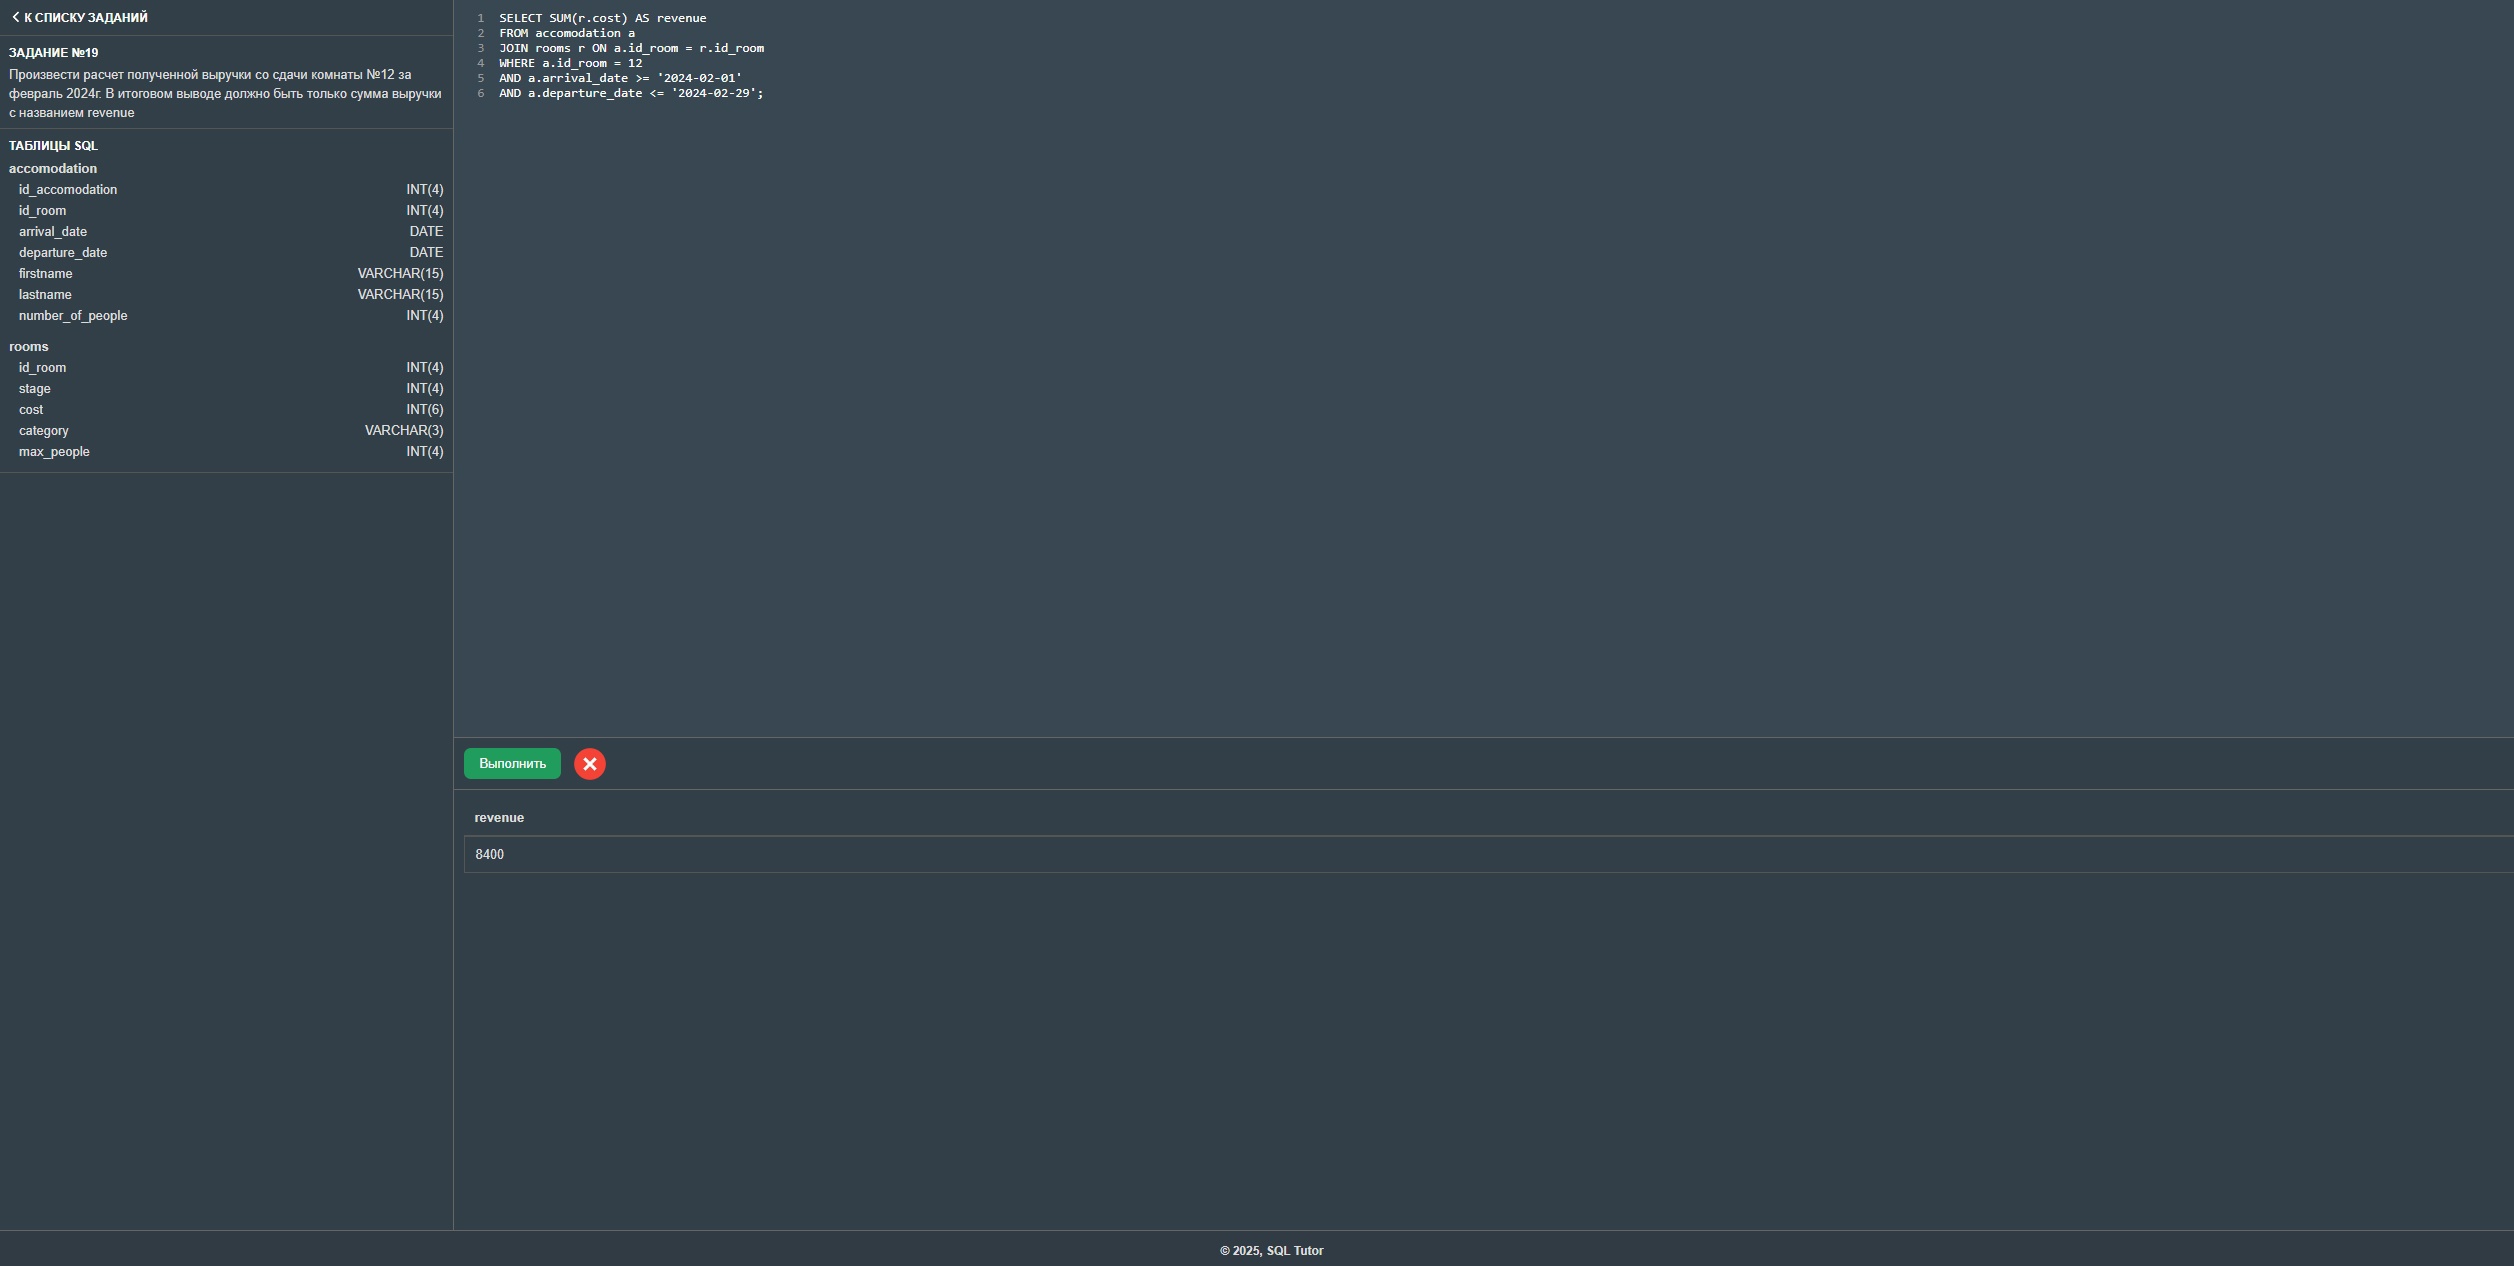 К СПИСКУ ЗАДАНИЙ
ЗАДАНИЕ №19
Произвести расчет полученной выручки со сдачи комнаты №12 за
февраль 2024г. В итоговом выводе должно быть только сумма выручки
с названием revenue
ТАБЛИЦЫ SQL
accomodation
id_accomodation INT(4)
id_room INT(4)
arrival_date DATE
departure_date DATE
firstname VARCHAR(15)
lastname VARCHAR(15)
number_of_people INT(4)
rooms
id_room INT(4)
stage INT(4)
cost INT(6)
category VARCHAR(3)
max_people INT(4)
1 SELECT SUM(r.cost) AS revenue
2 FROM accomodation a
3 JOIN rooms r ON a.id_room = r.id_room
4 WHERE a.id_room = 12
5 AND a.arrival_date >= '2024-02-01'
6 AND a.departure_date <= '2024-02-29';
Выполнить
revenue
8400
© 2025, SQL Tutor